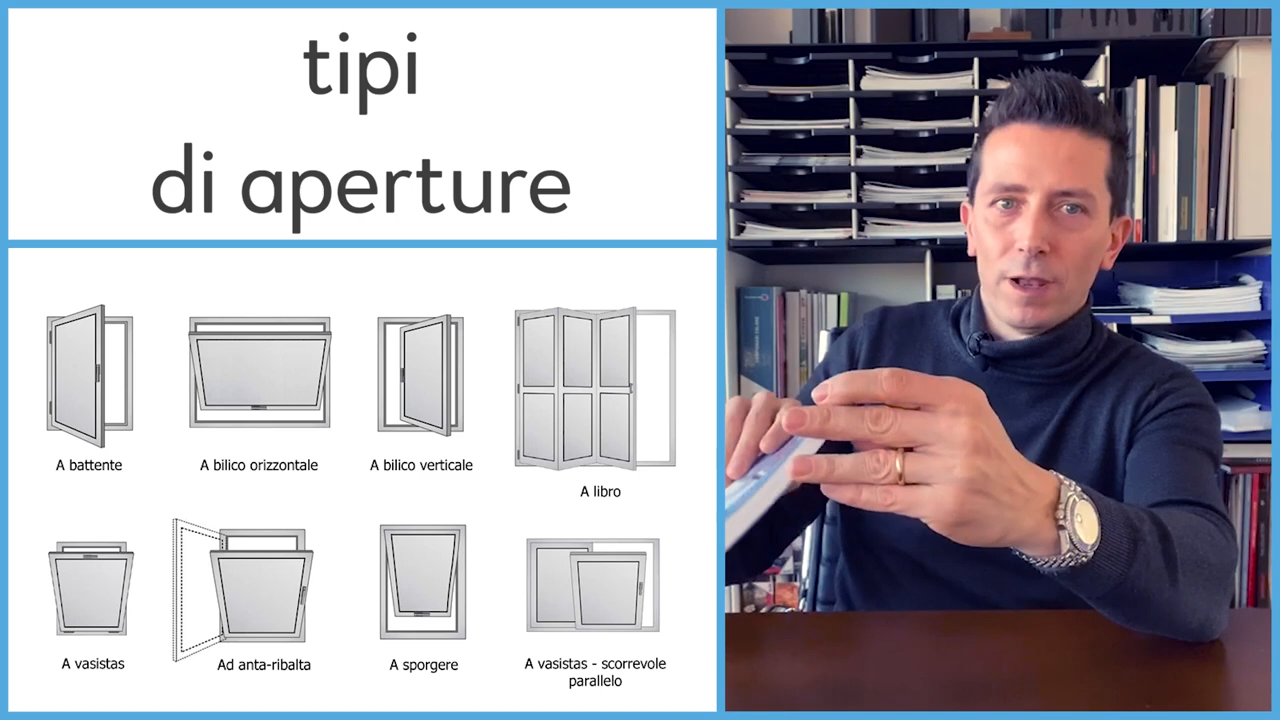 tipi
di aperture
A battente
A bilico orizzontale
A bilico verticale
A libro
A vasistas
Ad anta-ribalta
A sporgere
A vasistas - scorrevole
parallelo